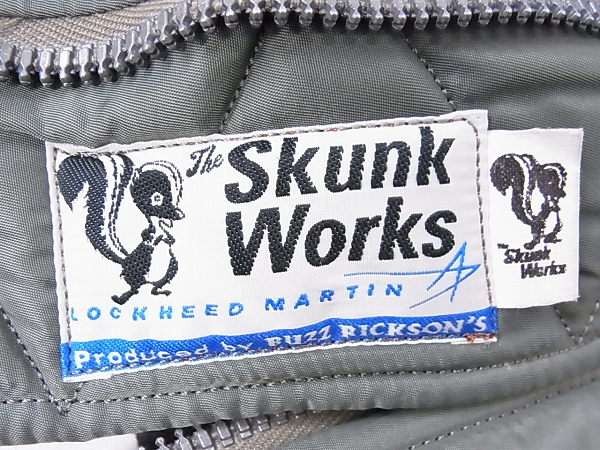 The Skunk
Works
LOCKHEED MARTIN
Produced by BUZZ RICKSON'S
The
Skunk
Works